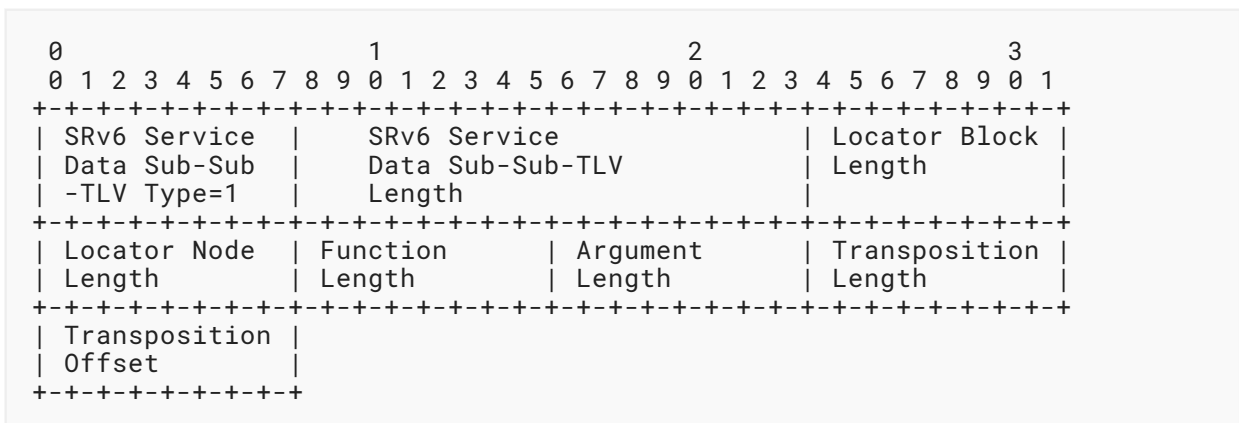 0                   1                   2                   3
 0 1 2 3 4 5 6 7 8 9 0 1 2 3 4 5 6 7 8 9 0 1 2 3 4 5 6 7 8 9 0 1
+-+-+-+-+-+-+-+-+-+-+-+-+-+-+-+-+-+-+-+-+-+-+-+-+-+-+-+-+-+-+-+-+
| SRv6 Service  |    SRv6 Service               | Locator Block |
| Data Sub-Sub  |    Data Sub-Sub-TLV           | Length        |
| -TLV Type=1   |    Length                     |               |
+-+-+-+-+-+-+-+-+-+-+-+-+-+-+-+-+-+-+-+-+-+-+-+-+-+-+-+-+-+-+-+-+
| Locator Node  | Function      | Argument      | Transposition |
| Length        | Length        | Length        | Length        |
+-+-+-+-+-+-+-+-+-+-+-+-+-+-+-+-+-+-+-+-+-+-+-+-+-+-+-+-+-+-+-+-+
| Transposition |
| Offset        |
+-+-+-+-+-+-+-+-+